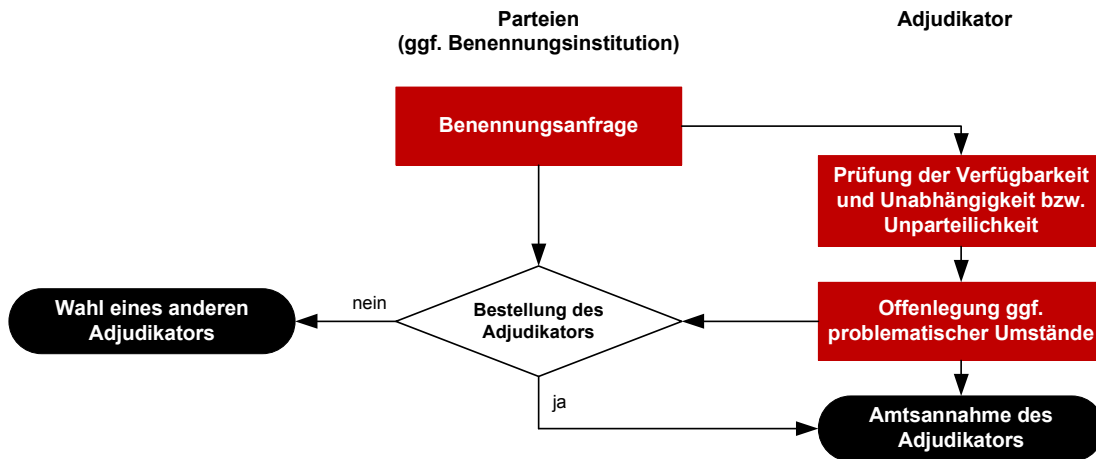 Parteien
(ggf. Benennungsinstitution)
Adjudikator
Benennungsanfrage
Prüfung der Verfügbarkeit
und Unabhängigkeit bzw.
Unparteilichkeit
Wahl eines anderen
Adjudikators
nein
Bestellung des
Adjudikators
Offenlegung ggf.
problematischer Umstände
ja
Amtsannahme des
Adjudikators